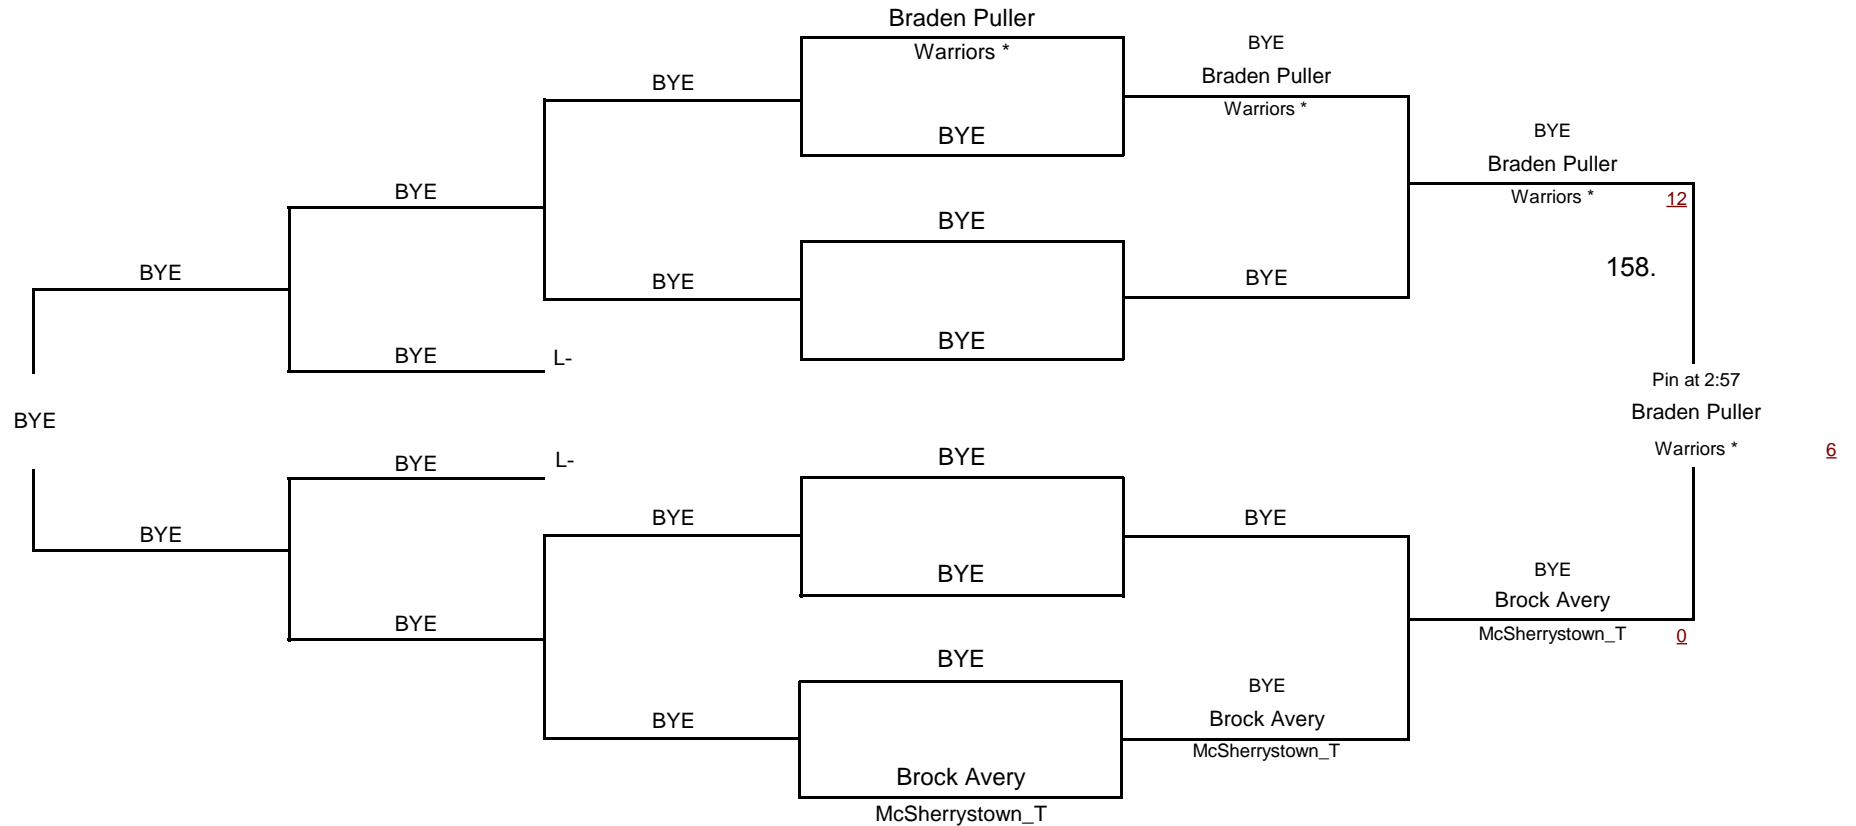 Braden Puller
Warriors *
BYE
Braden Puller
Warriors *
BYE
BYE
BYE
Braden Puller
Warriors *
12
BYE
BYE
158.
BYE
BYE
BYE
BYE
BYE
L-
Pin at 2:57
Braden Puller
Warriors *
6
BYE
BYE
L-
BYE
BYE
BYE
BYE
BYE
BYE
Brock Avery
McSherrystown_T
0
BYE
BYE
BYE
Brock Avery
McSherrystown_T
BYE
Brock Avery
McSherrystown_T